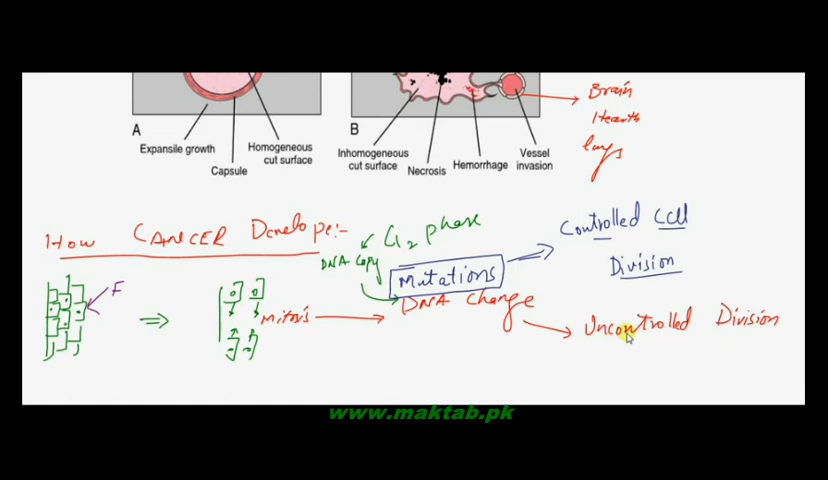 A
B
Expansile growth
Capsule
Homogeneous
cut surface
Inhomogeneous
cut surface
Necrosis
Hemorrhage
Vessel
invasion
Brain
Hearts
lungs
How CANCER Develope:-
G2 phase
DNA Copy
Mutations
DNA change
Controlled Cell
Division
F
Mitosis
Uncontrolled Division
www.maktab.pk